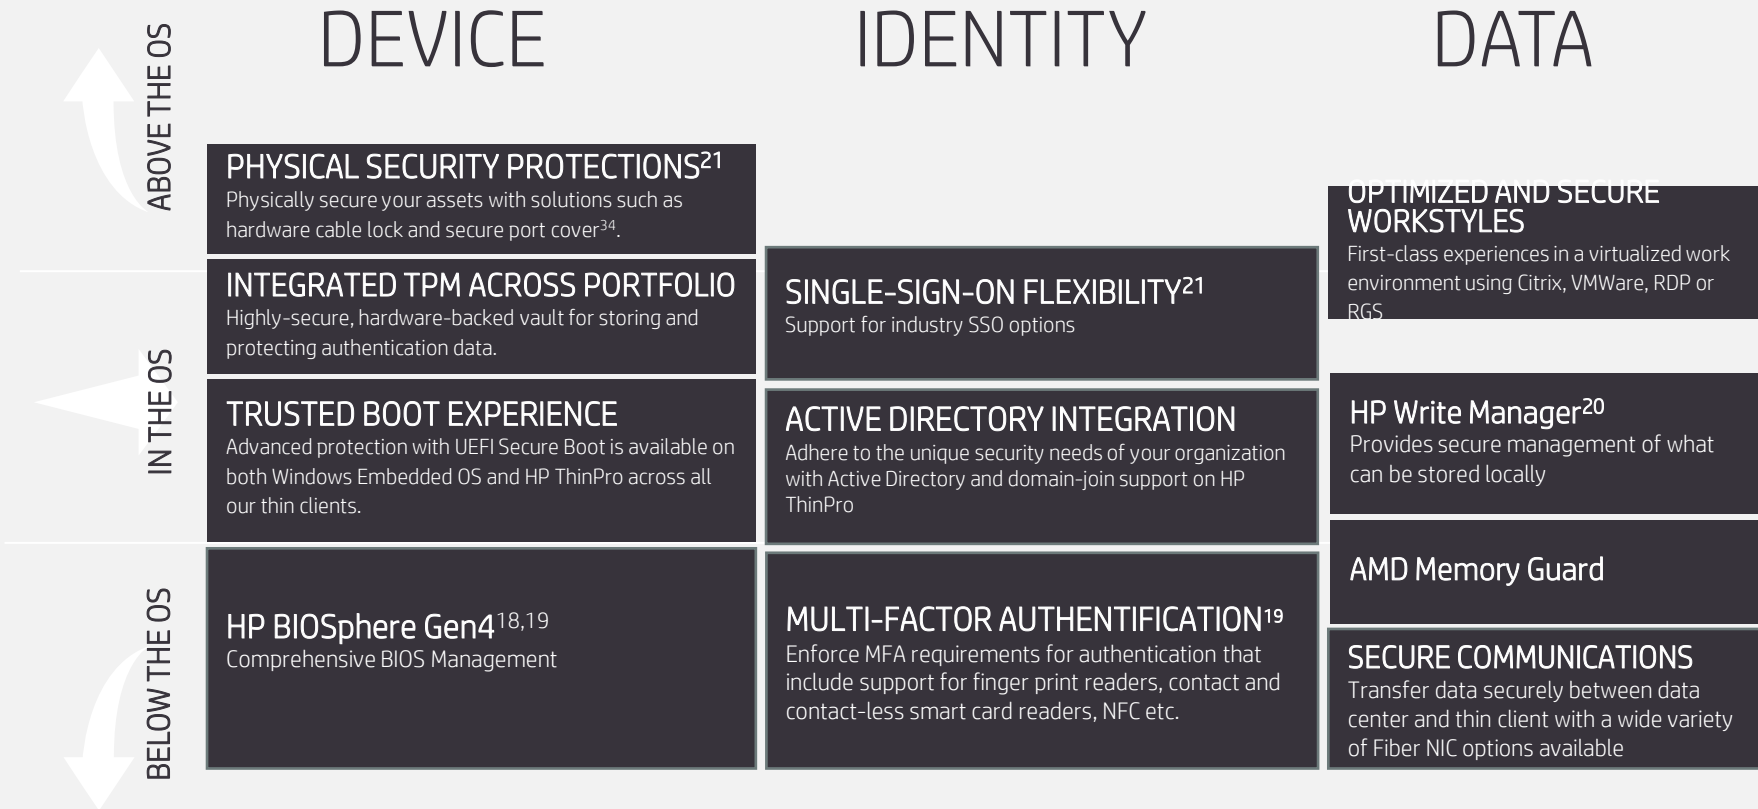 DEVICE
IDENTITY
DATA
ABOVE THE OS
IN THE OS
BELOW THE OS
PHYSICAL SECURITY PROTECTIONS21
Physically secure your assets with solutions such as
hardware cable lock and secure port cover34.
INTEGRATED TPM ACROSS PORTFOLIO
Highly-secure, hardware-backed vault for storing and
protecting authentication data.
TRUSTED BOOT EXPERIENCE
Advanced protection with UEFI Secure Boot is available on
both Windows Embedded OS and HP ThinPro across all
our thin clients.
HP BIOSphere Gen418,19
Comprehensive BIOS Management
SINGLE-SIGN-ON FLEXIBILITY21
Support for industry SSO options
ACTIVE DIRECTORY INTEGRATION
Adhere to the unique security needs of your organization
with Active Directory and domain-join support on HP
ThinPro
MULTI-FACTOR AUTHENTIFICATION19
Enforce MFA requirements for authentication that
include support for finger print readers, contact and
contact-less smart card readers, NFC etc.
OPTIMIZED AND SECURE
WORKSTYLES
First-class experiences in a virtualized work
environment using Citrix, VMWare, RDP or
RGS
HP Write Manager20
Provides secure management of what
can be stored locally
AMD Memory Guard
SECURE COMMUNICATIONS
Transfer data securely between data
center and thin client with a wide variety
of Fiber NIC options available